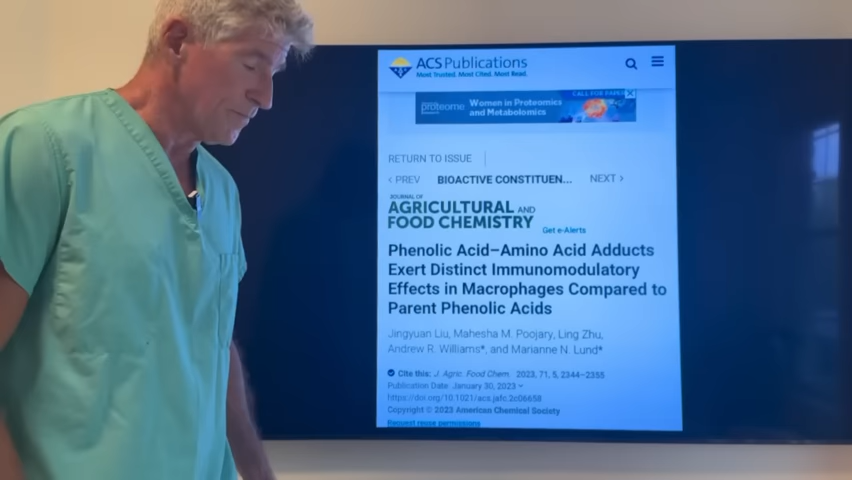 ACS Publications
Most Trusted. Most Cited. Most Read.
CALL FOR PAPERS
proteome
Women in Proteomics
and Metabolomics
RETURN TO ISSUE
< PREV BIOACTIVE CONSTITUEN... NEXT >
JOURNAL OF
AGRICULTURAL AND
FOOD CHEMISTRY
Get e-Alerts
Phenolic Acid–Amino Acid Adducts
Exert Distinct Immunomodulatory
Effects in Macrophages Compared to
Parent Phenolic Acids
Jingyuan Liu, Mahesha M. Poojary, Ling Zhu,
Andrew R. Williams*, and Marianne N. Lund*
Cite this: J. Agric. Food Chem. 2023, 71, 5, 2344–2355
Publication Date: January 30, 2023
https://doi.org/10.1021/acs.jafc.2c06658
Copyright © 2023 American Chemical Society
Request reuse permissions